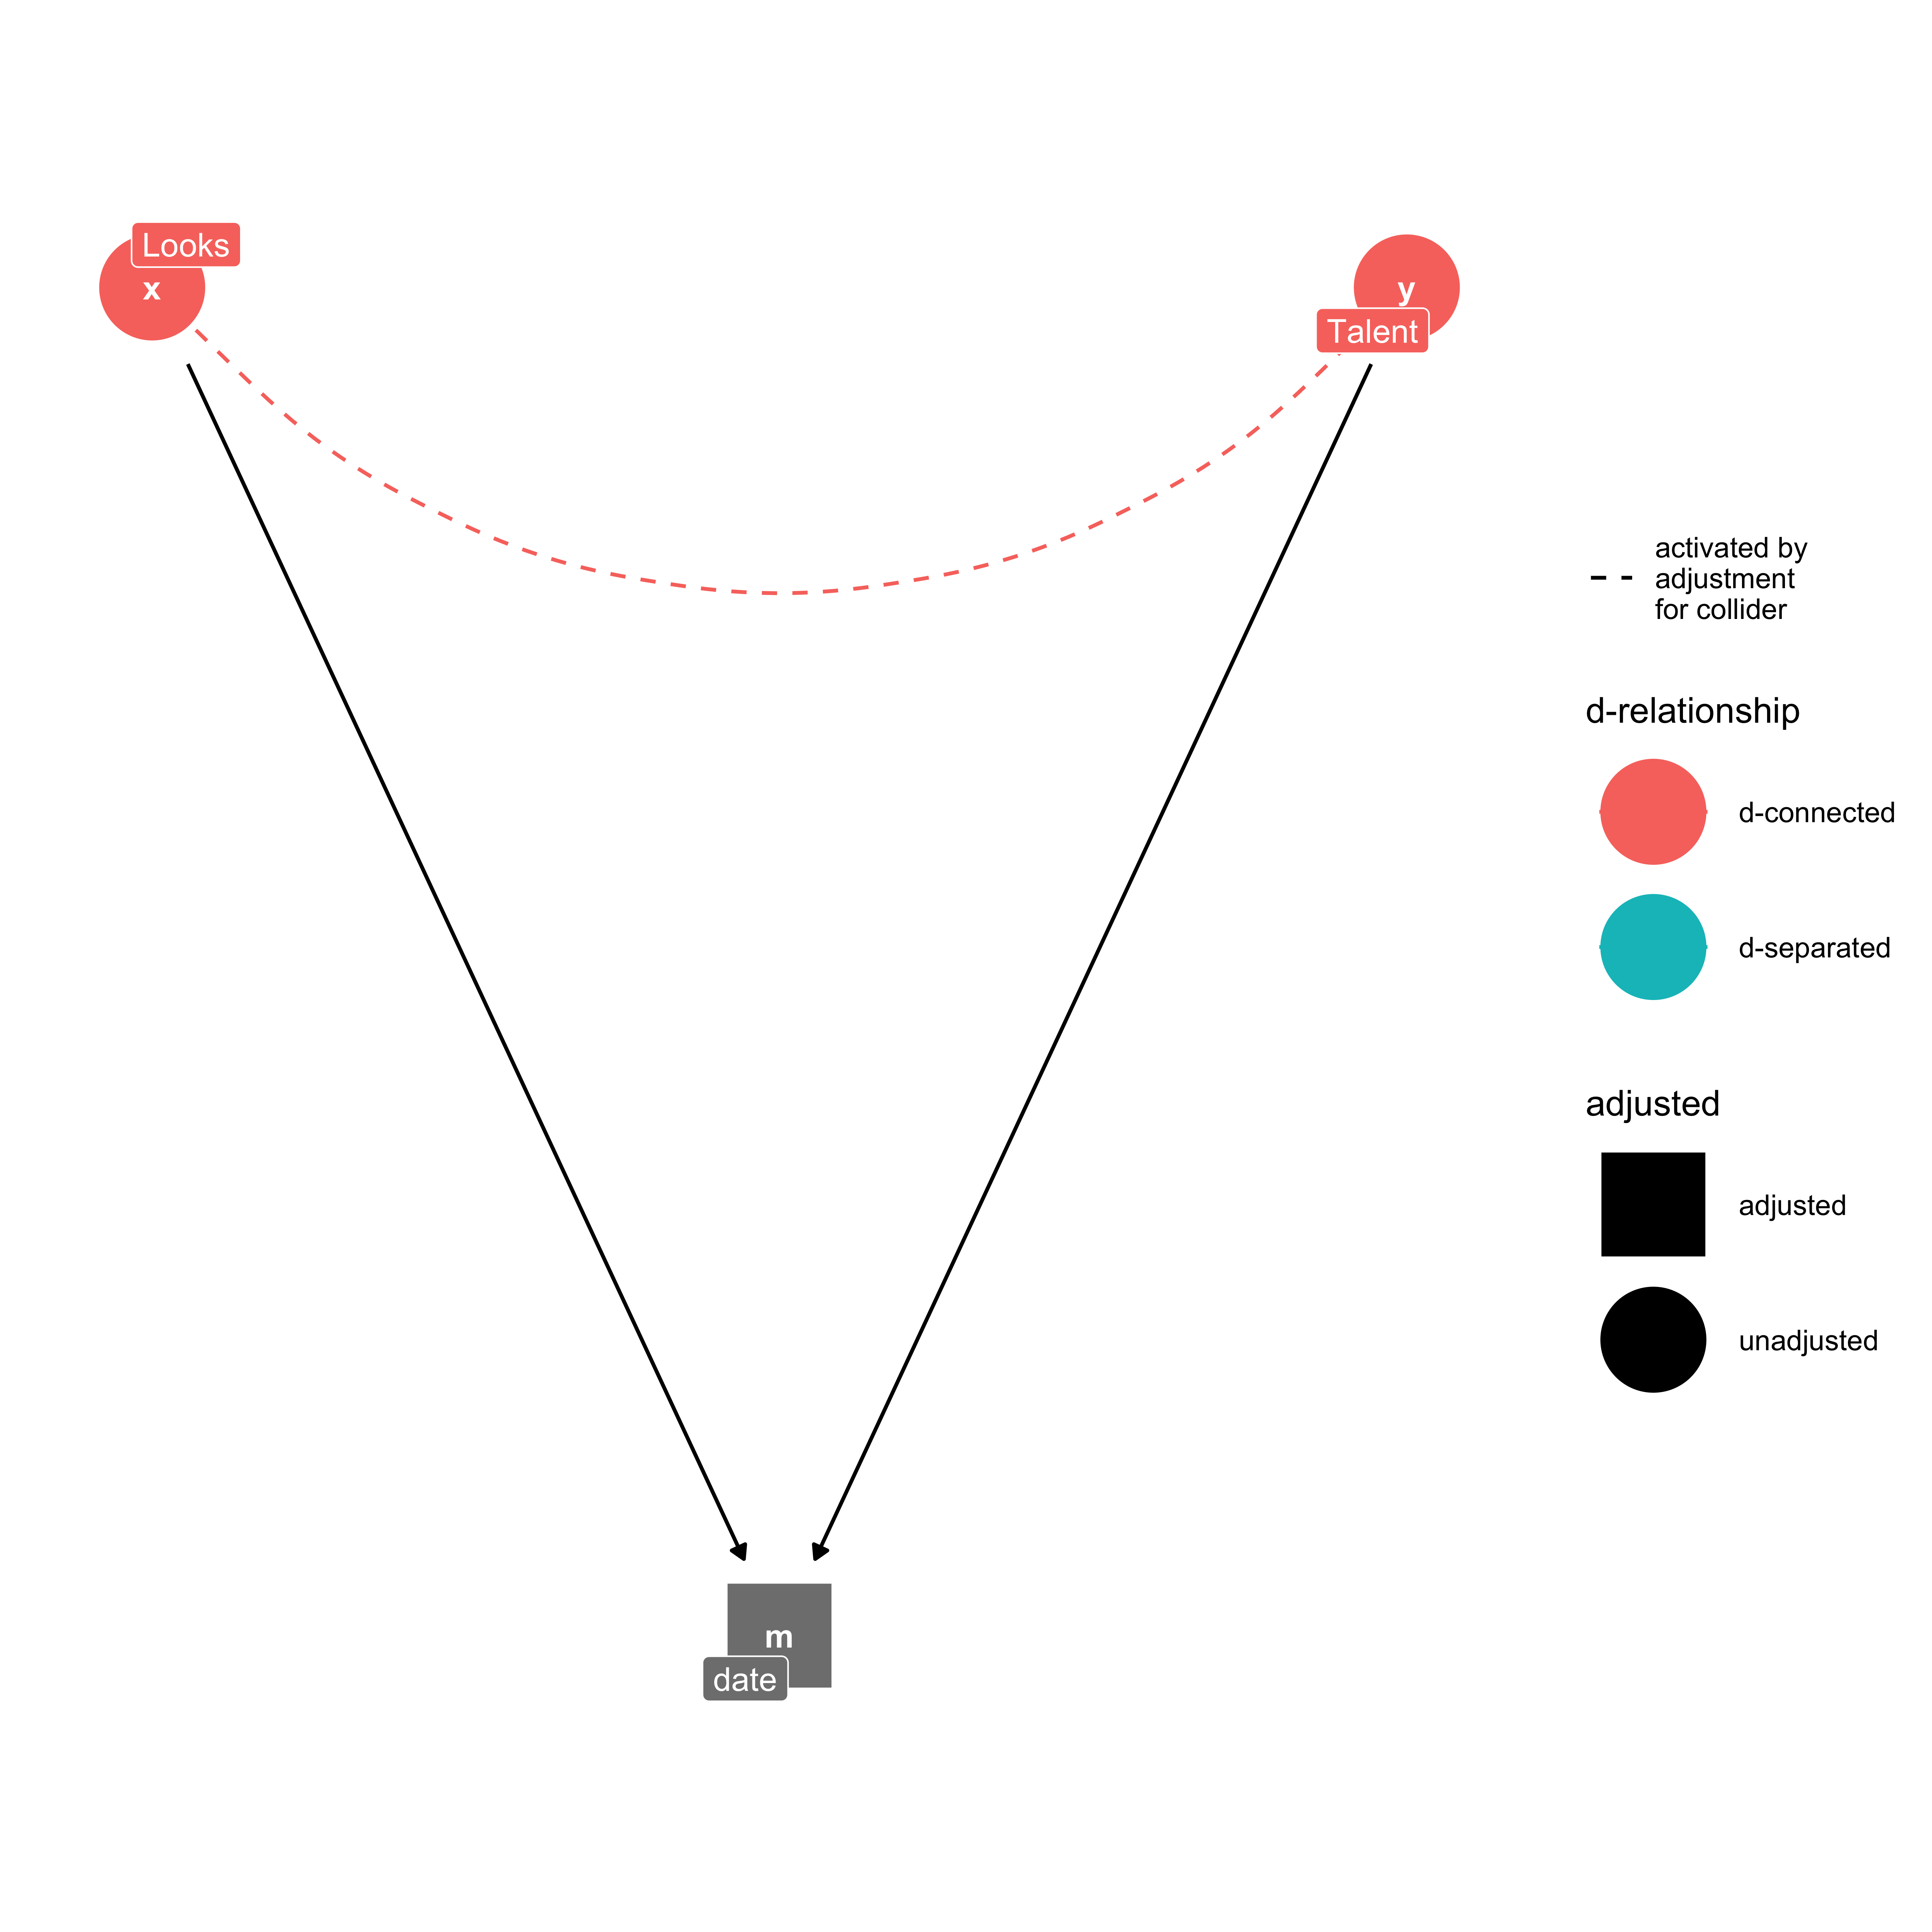 Looks
x
y
Talent
activated by
adjustment
for collider
d-relationship
d-connected
d-separated
adjusted
adjusted
unadjusted
m
date